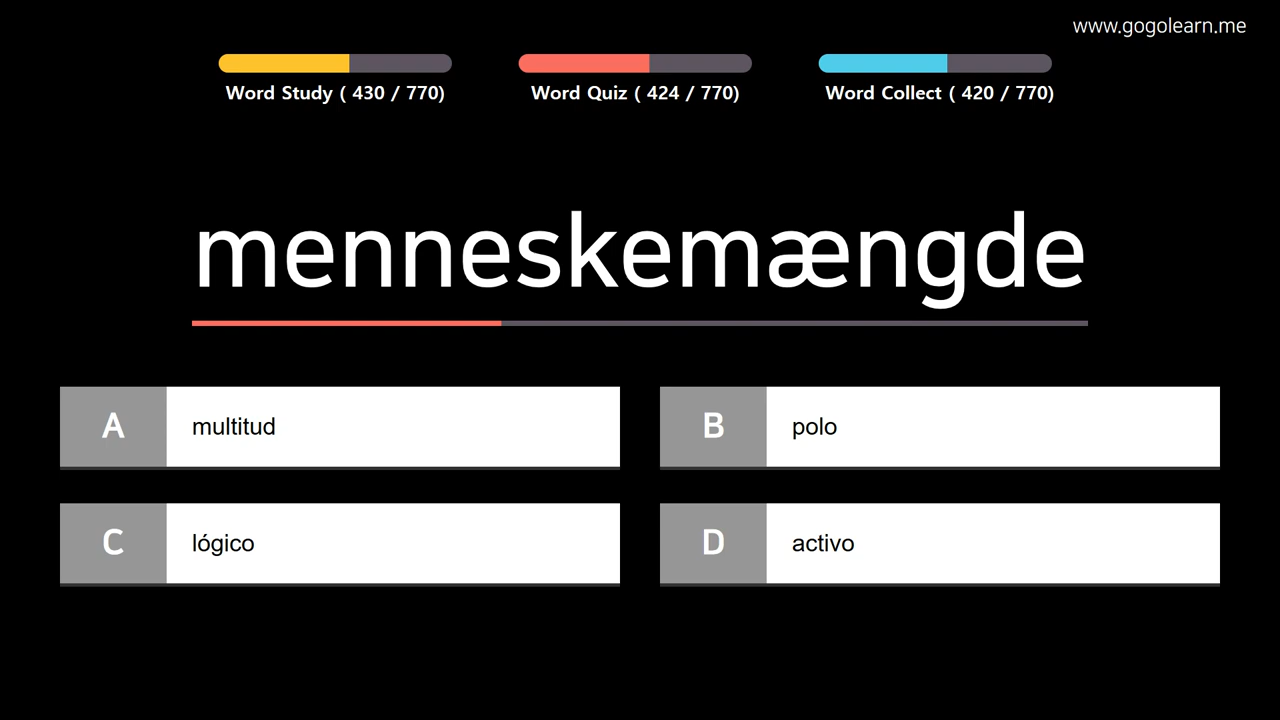 www.gogolearn.me
Word Study ( 430 / 770)
Word Quiz ( 424 / 770)
Word Collect ( 420 / 770)
menneskemængde
A multitud
B polo
C lógico
D activo